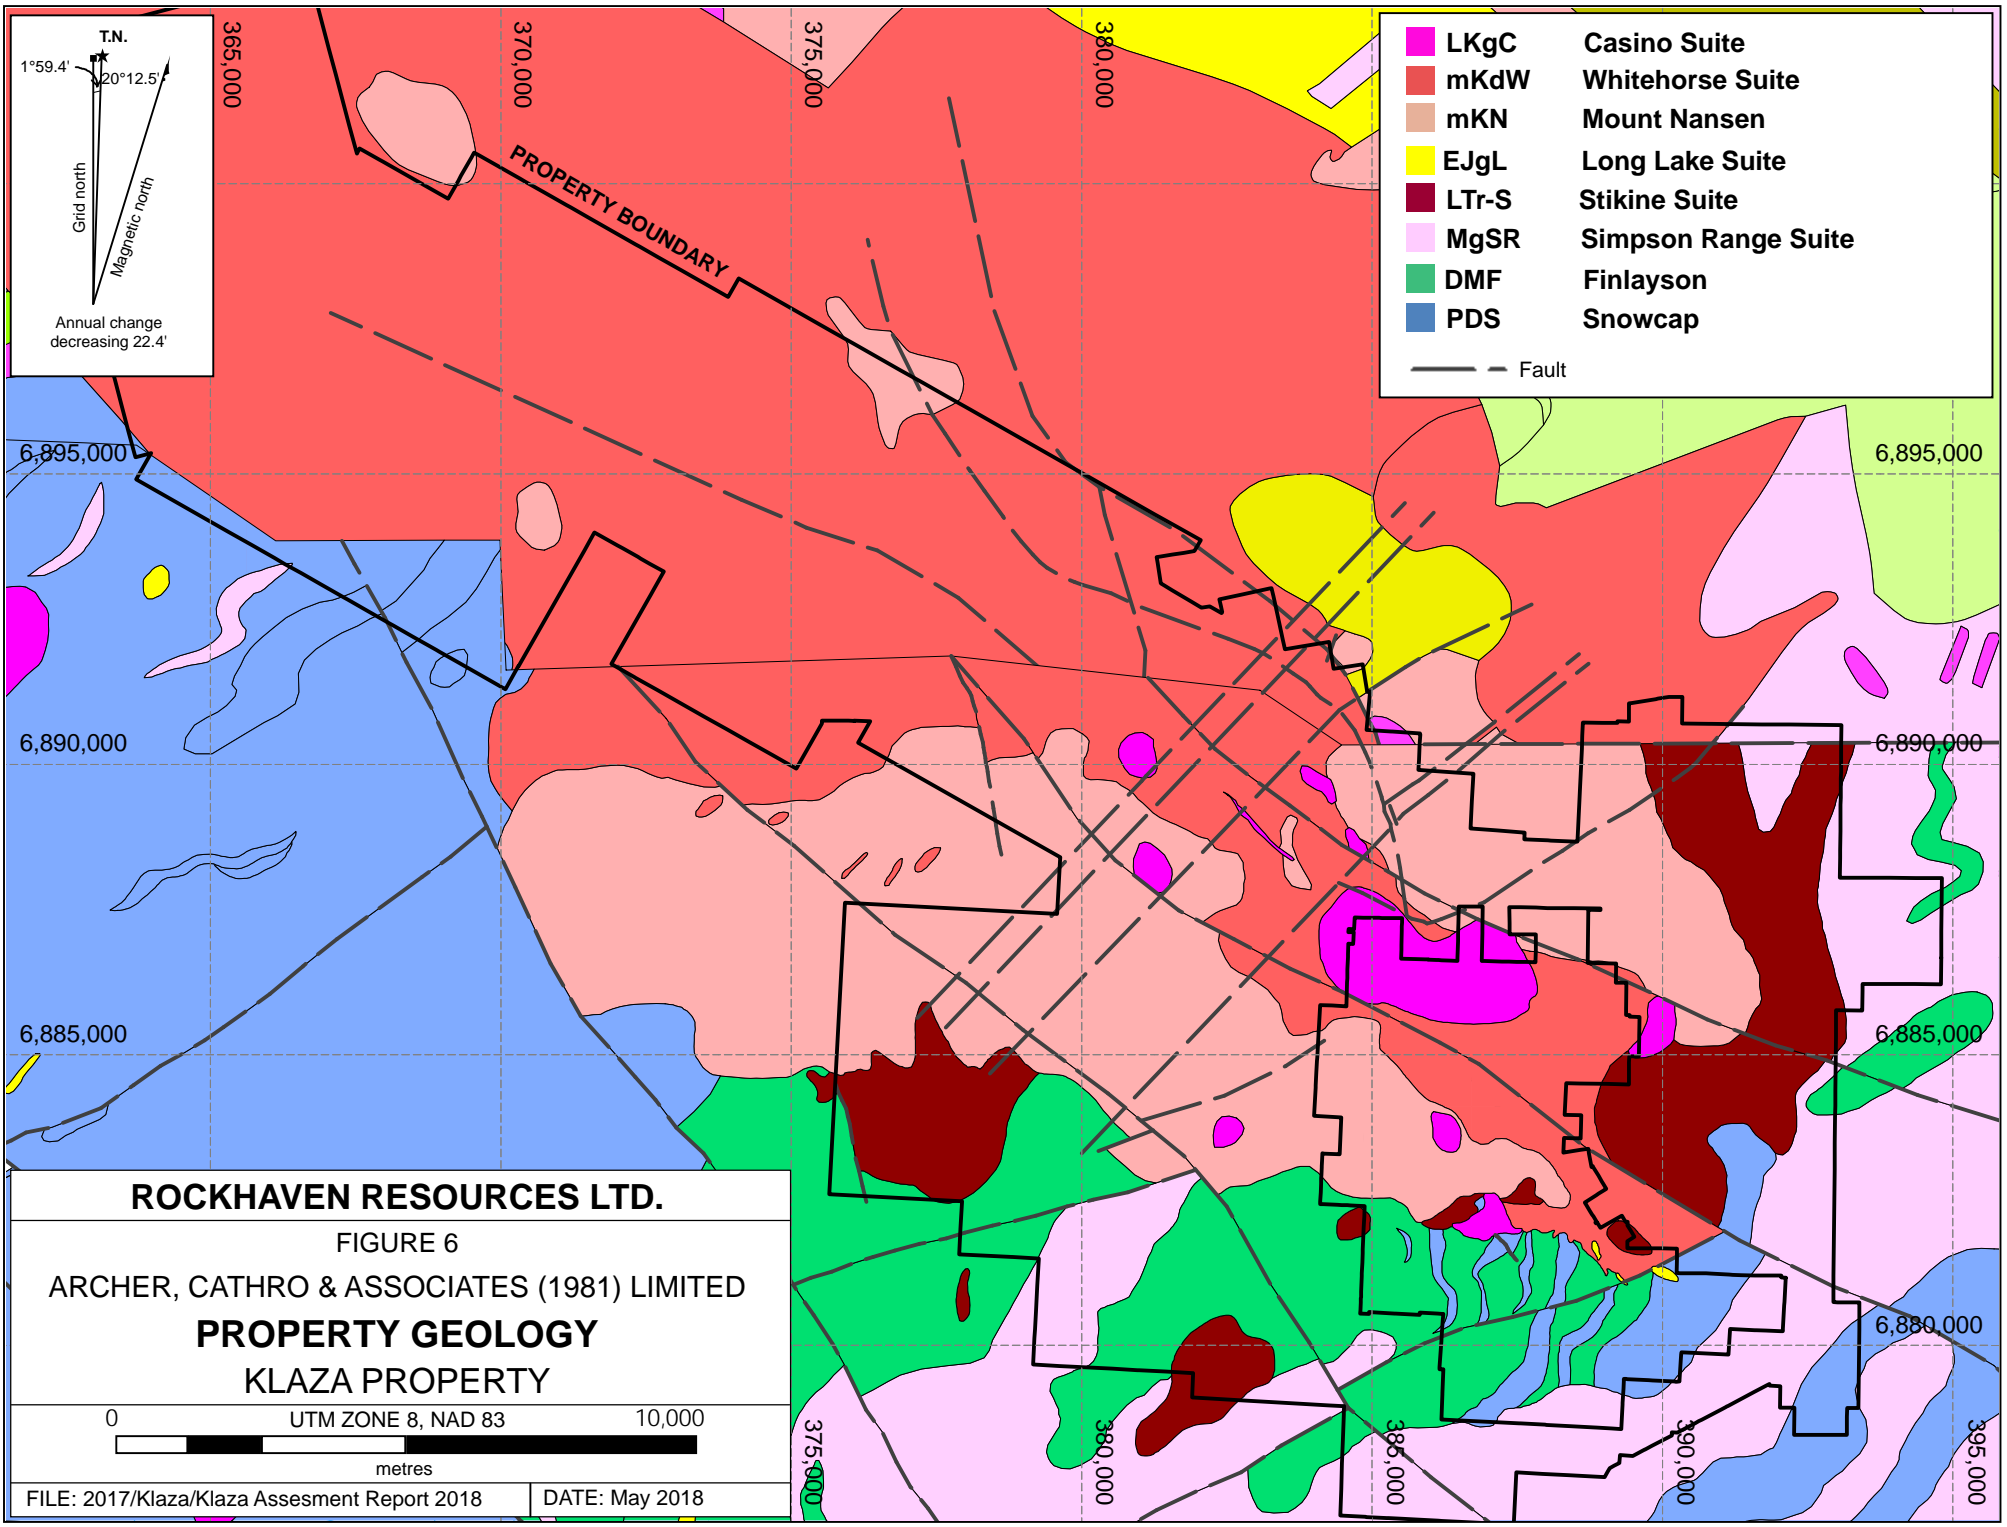 T.N.
1°59.4'
20°12.5'
Grid north
Magnetic north
Annual change
decreasing 22.4'
365,000
370,000
375,000
380,000
PROPERTY BOUNDARY
LKgC Casino Suite
mKdW Whitehorse Suite
mKN Mount Nansen
EJgL Long Lake Suite
LTr-S Stikine Suite
MgSR Simpson Range Suite
DMF Finlayson
PDS Snowcap
Fault
6,895,000
6,895,000
6,890,000
6,890,000
6,885,000
6,885,000
6,880,000
375,000
380,000
385,000
390,000
395,000
ROCKHAVEN RESOURCES LTD.
FIGURE 6
ARCHER, CATHRO & ASSOCIATES (1981) LIMITED
PROPERTY GEOLOGY
KLAZA PROPERTY
0 UTM ZONE 8, NAD 83 10,000
metres
FILE: 2017/Klaza/Klaza Assesment Report 2018 DATE: May 2018